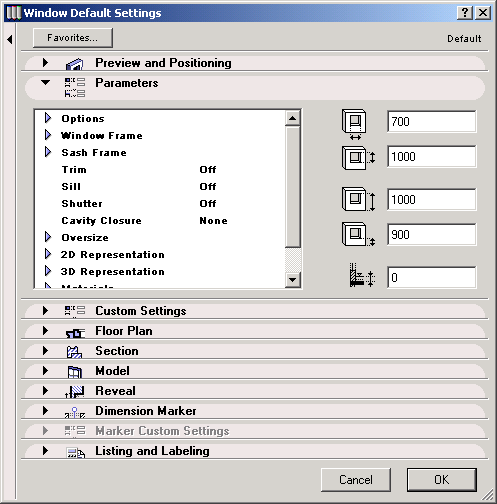 Window Default Settings
Favorites... Default
Preview and Positioning
Parameters
Options
Window Frame
Sash Frame
Trim Off
Sill Off
Shutter Off
Cavity Closure None
Oversize
2D Representation
3D Representation
Materials
700
1000
1000
900
0
Custom Settings
Floor Plan
Section
Model
Reveal
Dimension Marker
Marker Custom Settings
Listing and Labeling
Cancel OK